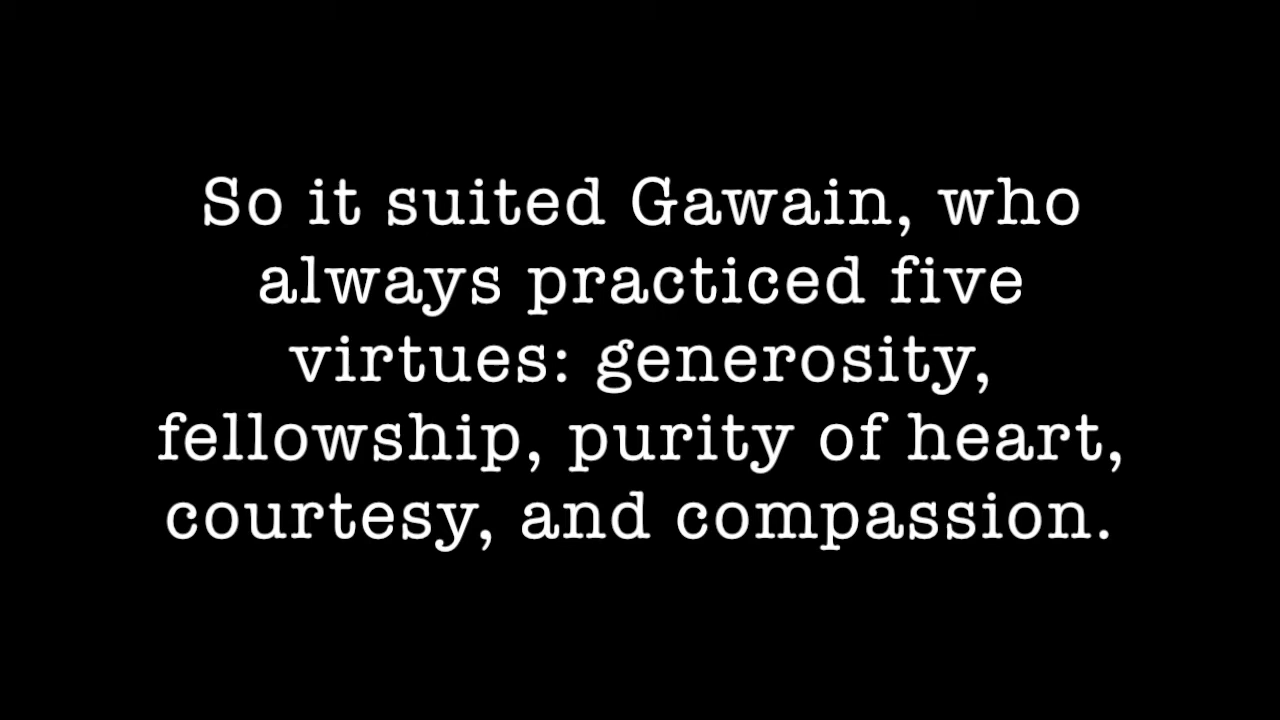 So it suited Gawain, who
always practiced five
virtues: generosity,
fellowship, purity of heart,
courtesy, and compassion.